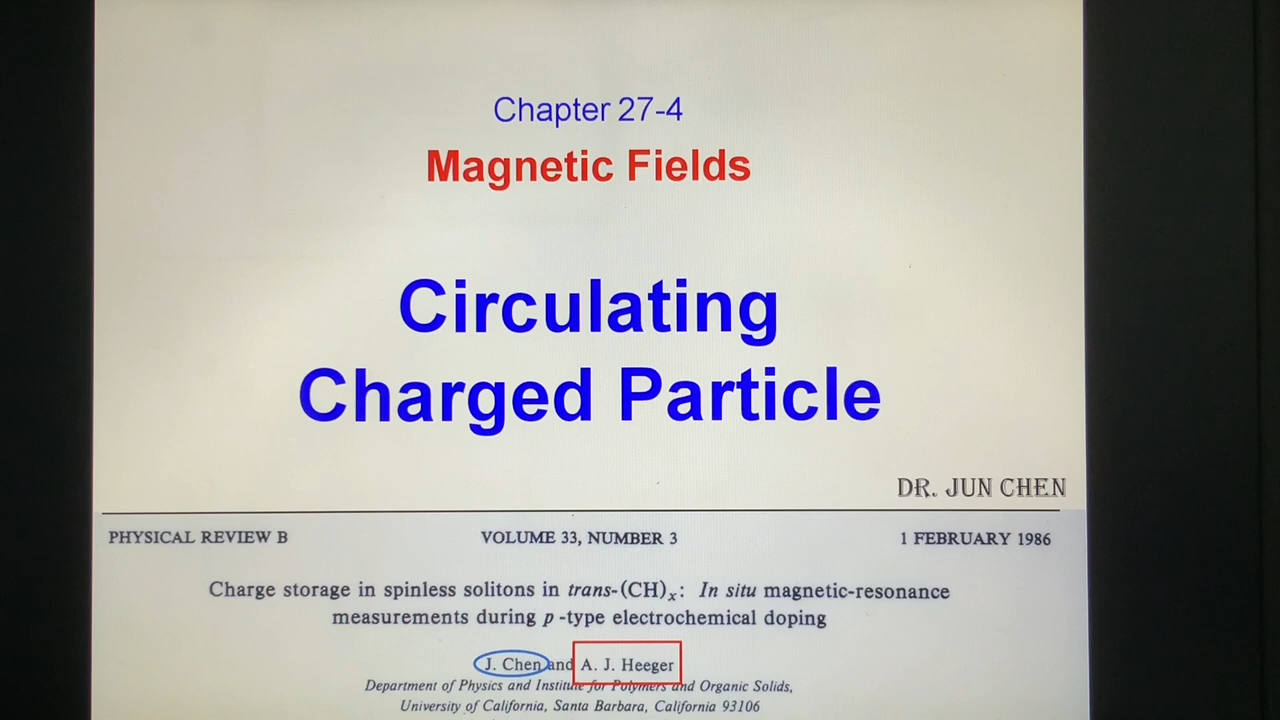 Chapter 27-4
Magnetic Fields
Circulating
Charged Particle
DR. JUN CHEN
PHYSICAL REVIEW B VOLUME 33, NUMBER 3 1 FEBRUARY 1986
Charge storage in spinless solitons in trans-(CH)x: In situ magnetic-resonance
measurements during p-type electrochemical doping
J. Chen and A. J. Heeger
Department of Physics and Institute for Polymers and Organic Solids,
University of California, Santa Barbara, California 93106